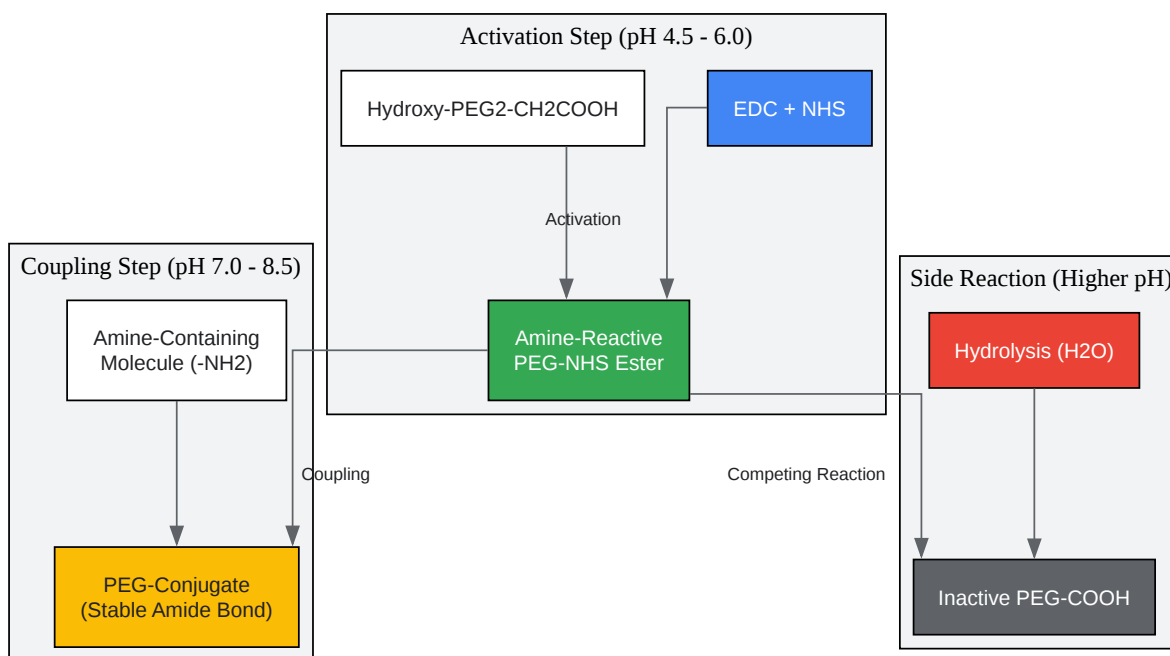 Activation Step (pH 4.5 - 6.0)
Hydroxy-PEG2-CH2COOH
EDC + NHS
Activation
Coupling Step (pH 7.0 - 8.5)
Amine-Containing
Molecule (-NH2)
Amine-Reactive
PEG-NHS Ester
Side Reaction (Higher pH)
Hydrolysis (H2O)
Coupling
Competing Reaction
PEG-Conjugate
(Stable Amide Bond)
Inactive PEG-COOH